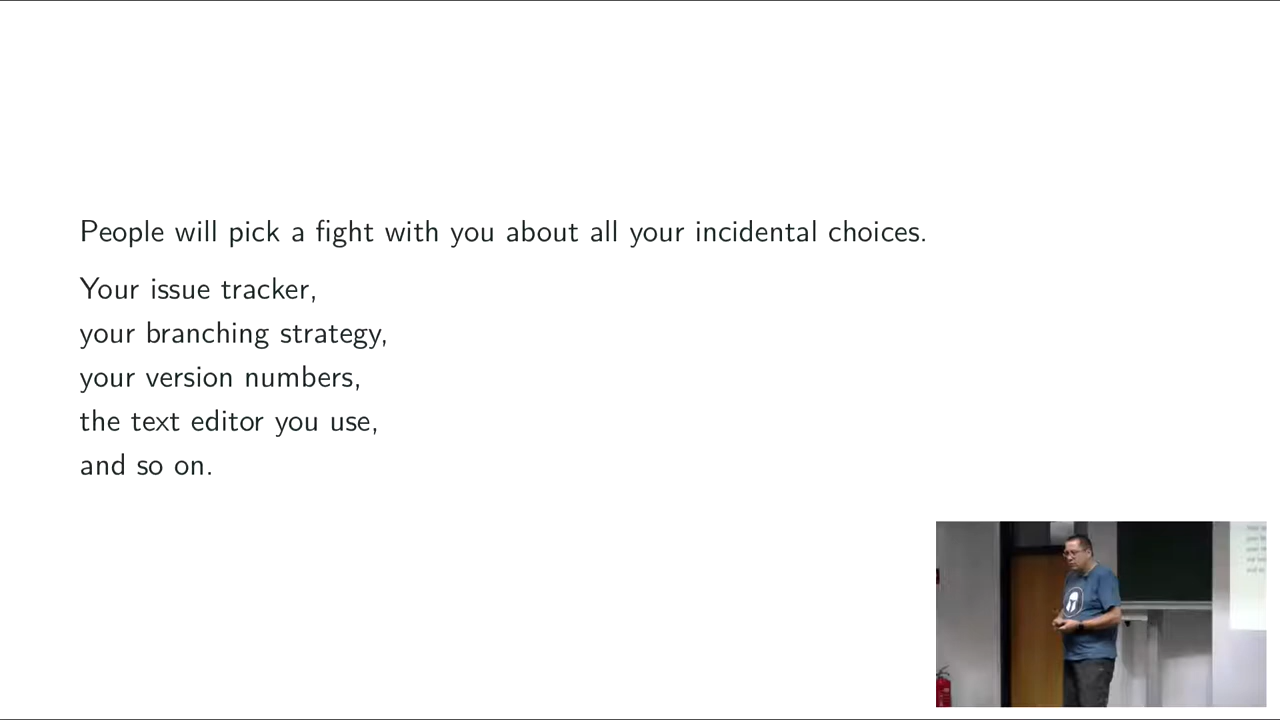 People will pick a fight with you about all your incidental choices.
Your issue tracker,
your branching strategy,
your version numbers,
the text editor you use,
and so on.